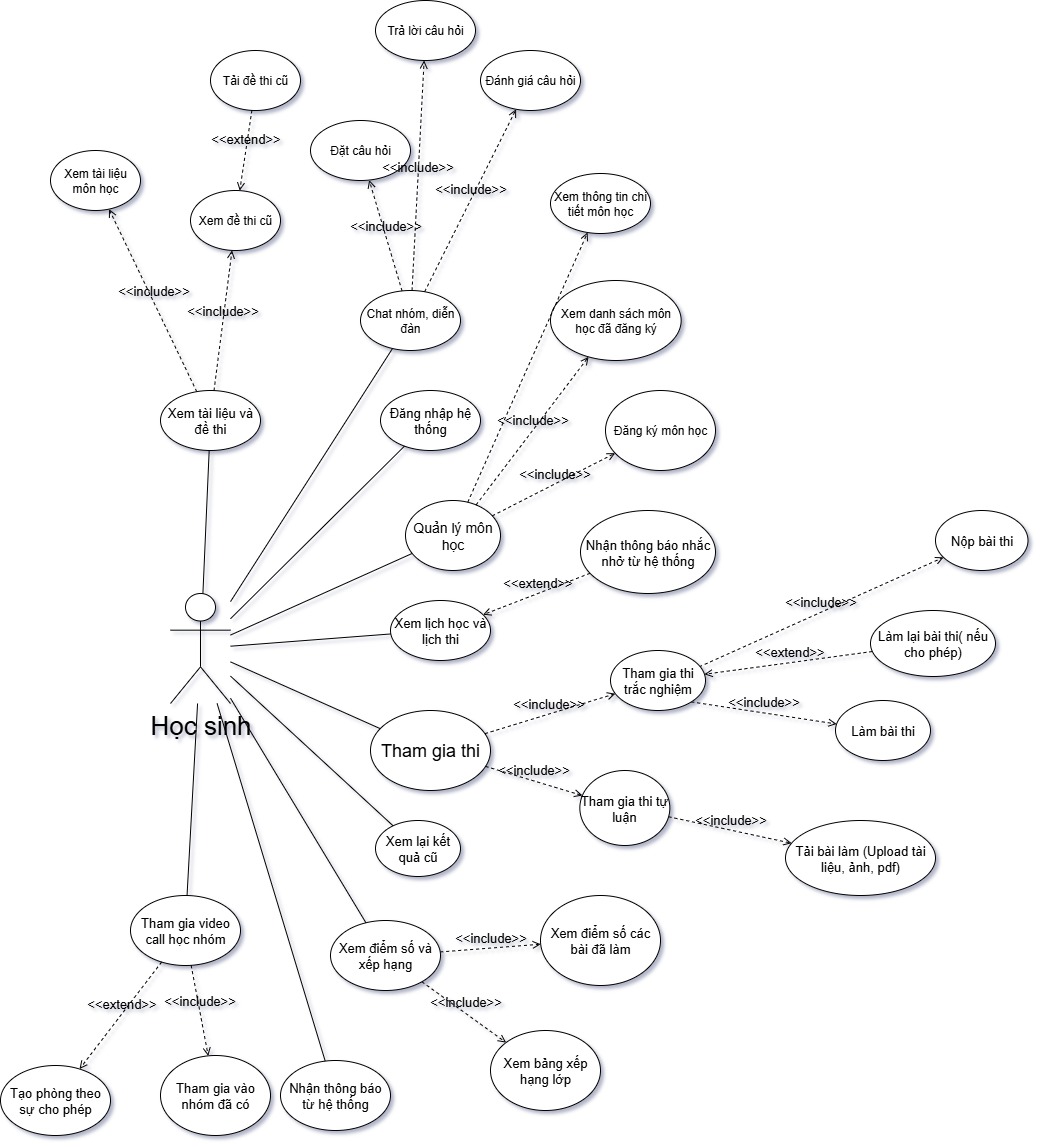 Trả lời câu hỏi
Tải đề thi cũ
Đánh giá câu hỏi
<<extend>>
Đặt câu hỏi
<<include>>
Xem tài liệu
môn học
<<include>>
Xem thông tin chi
tiết môn học
Xem đề thi cũ
<<include>>
<<include>>
<<include>>
Chat nhóm, diễn
đàn
Xem danh sách môn
học đã đăng ký
Xem tài liệu và
đề thi
Đăng nhập hệ
thống
<<include>>
Đăng ký môn học
<<include>>
Quản lý môn
học
Nhận thông báo nhắc
nhở từ hệ thống
Nộp bài thi
<<extend>>
<<include>>
Xem lịch học và
lịch thi
Làm lại bài thi( nếu
cho phép)
<<extend>>
Tham gia thi
trắc nghiệm
<<include>>
<<include>>
Học sinh
Làm bài thi
Tham gia thi
<<include>>
Tham gia thi tự
luận
<<include>>
Xem lại kết
quả cũ
Tải bài làm (Upload tài
liệu, ảnh, pdf)
Tham gia video
call học nhóm
Xem điểm số và
xếp hạng
<<include>>
Xem điểm số các
bài đã làm
<<extend>>
<<include>>
<<include>>
Xem bảng xếp
hạng lớp
Tạo phòng theo
sự cho phép
Tham gia vào
nhóm đã có
Nhận thông báo
từ hệ thống